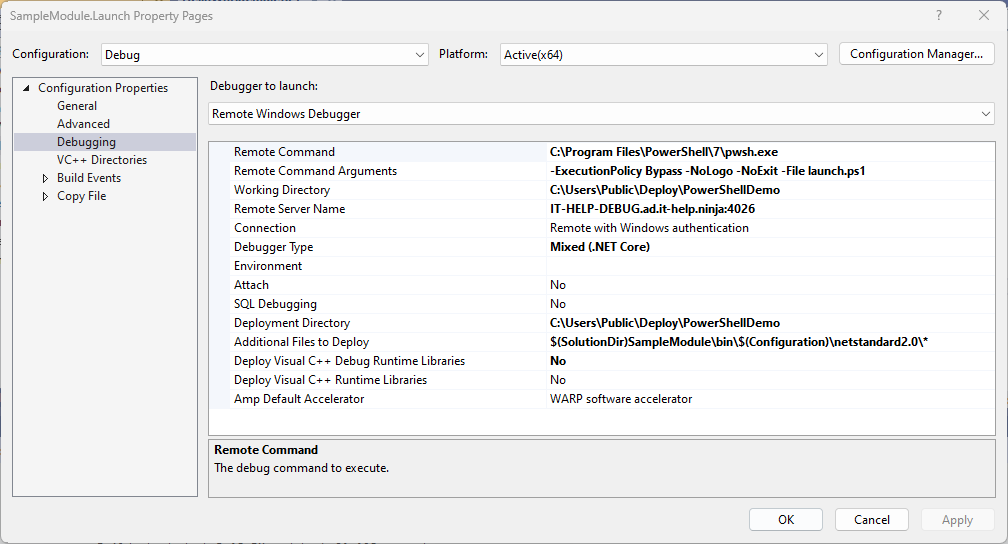 SampleModule.Launch Property Pages
Configuration: Debug Platform: Active(x64) Configuration Manager...
Configuration Properties
General
Advanced
Debugging
VC++ Directories
Build Events
Copy File
Debugger to launch:
Remote Windows Debugger
Remote Command C:\Program Files\PowerShell\7\pwsh.exe
Remote Command Arguments -ExecutionPolicy Bypass -NoLogo -NoExit -File launch.ps1
Working Directory C:\Users\Public\Deploy\PowerShellDemo
Remote Server Name IT-HELP-DEBUG.ad.it-help.ninja:4026
Connection Remote with Windows authentication
Debugger Type Mixed (.NET Core)
Environment
Attach No
SQL Debugging No
Deployment Directory C:\Users\Public\Deploy\PowerShellDemo
Additional Files to Deploy $(SolutionDir)SampleModule\bin\$(Configuration)\netstandard2.0\*
Deploy Visual C++ Debug Runtime Libraries No
Deploy Visual C++ Runtime Libraries No
Amp Default Accelerator WARP software accelerator
Remote Command
The debug command to execute.
OK Cancel Apply